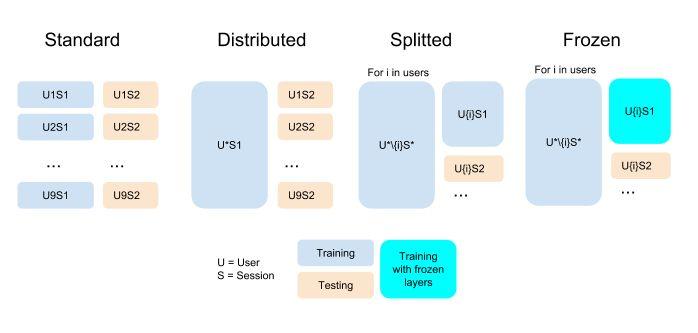 Standard
Distributed
Splitted
Frozen
For i in users
For i in users
U1S1
U1S2
U2S1
U2S2
...
...
U9S1
U9S2
U*S1
U1S2
U2S2
...
U9S2
U*\{i}S*
U{i}S1
U{i}S2
...
U*\{i}S*
U{i}S1
U{i}S2
...
U = User
S = Session
Training
Testing
Training
with frozen
layers